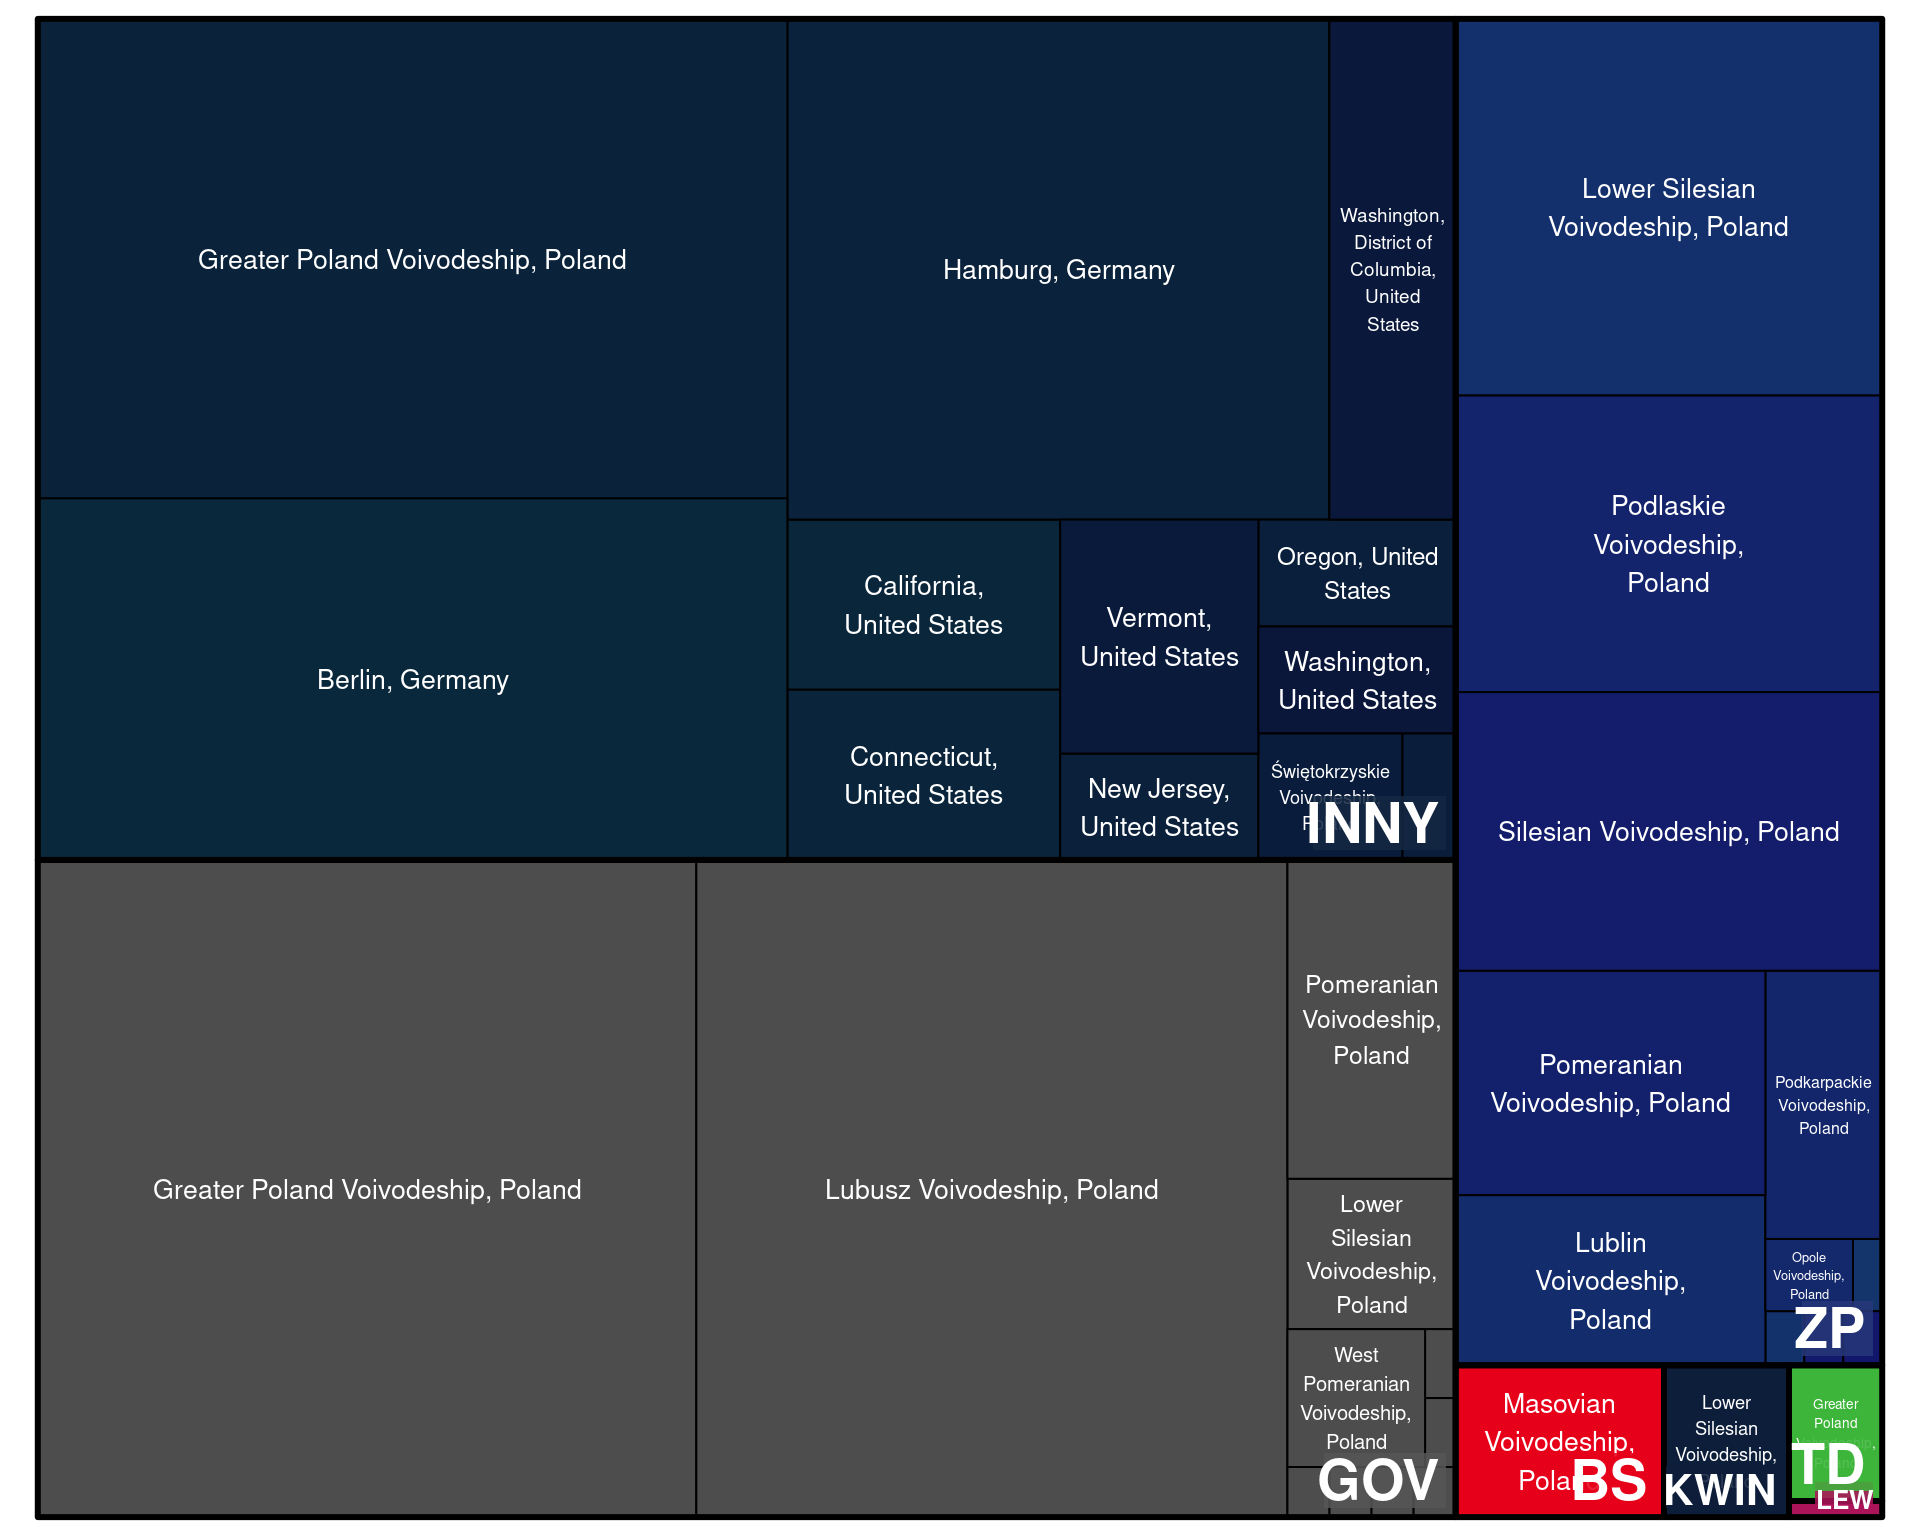 Greater Poland Voivodeship, Poland
Hamburg, Germany
Washington,
District of
Columbia,
United
States
Berlin, Germany
California,
United States
Connecticut,
United States
Vermont,
United States
New Jersey,
United States
Oregon, United
States
Washington,
United States
Świętokrzyskie
Voivodeship,
INNY
Greater Poland Voivodeship, Poland
Lubusz Voivodeship, Poland
Pomeranian
Voivodeship,
Poland
Lower
Silesian
Voivodeship,
Poland
West
Pomeranian
Voivodeship,
Poland
GOV
Lower Silesian
Voivodeship, Poland
Podlaskie
Voivodeship,
Poland
Silesian Voivodeship, Poland
Pomeranian
Voivodeship, Poland
Podkarpackie
Voivodeship,
Poland
Lublin
Voivodeship,
Poland
Opole
Voivodeship,
Poland
ZP
Masovian
Voivodeship,
Poland
BS
Lower
Silesian
Voivodeship,
KWIN
Greater
Poland
TD
LEW